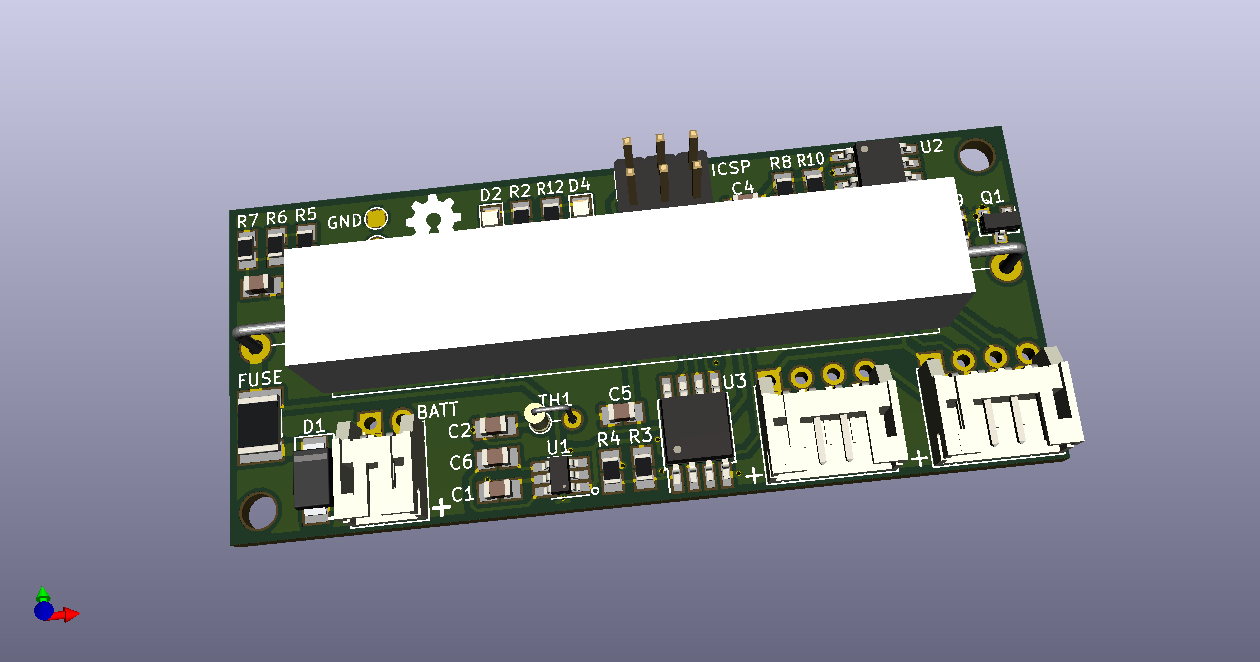 D2 R2 R12 D4
ICSP
C4
R8 R10
U2
R7 R6 R5
GND
Q1
FUSE
D1
BATT
TH1
C5
U3
C2
C6
C1
U1
R4 R3
+
+
+